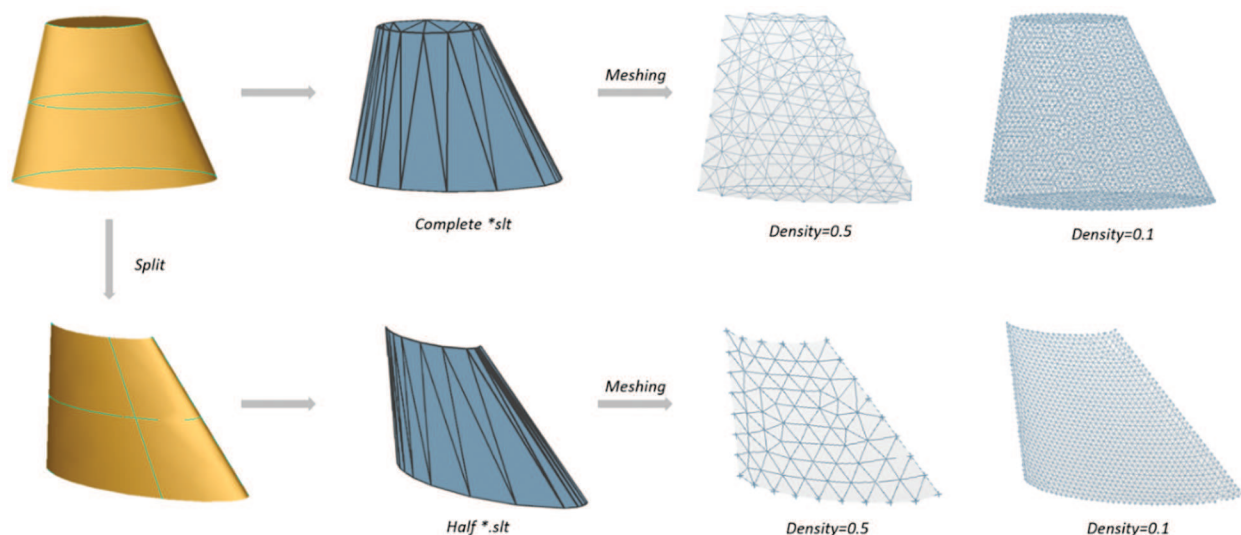 Meshing
Complete *slt
Density=0.5
Density=0.1
Split
Meshing
Half *.slt
Density=0.5
Density=0.1